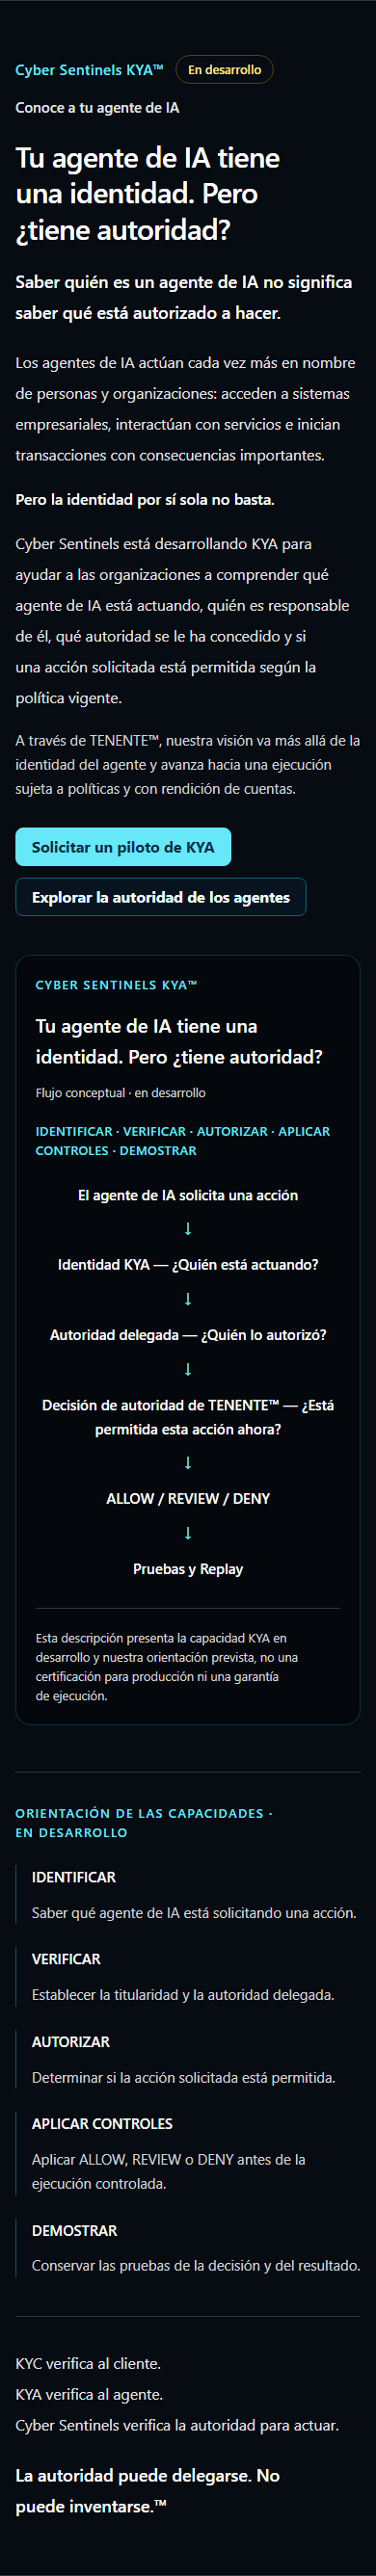 Cyber Sentinels KYA™ En desarrollo
Conoce a tu agente de IA
Tu agente de IA tiene
una identidad. Pero
¿tiene autoridad?
Saber quién es un agente de IA no significa
saber qué está autorizado a hacer.
Los agentes de IA actúan cada vez más en nombre
de personas y organizaciones: acceden a sistemas
empresariales, interactúan con servicios e inician
transacciones con consecuencias importantes.
Pero la identidad por sí sola no basta.
Cyber Sentinels está desarrollando KYA para
ayudar a las organizaciones a comprender qué
agente de IA está actuando, quién es responsable
de él, qué autoridad se le ha concedido y si
una acción solicitada está permitida según la
política vigente.
A través de TENENTE™, nuestra visión va más allá de la
identidad del agente y avanza hacia una ejecución
sujeta a políticas y con rendición de cuentas.
Solicitar un piloto de KYA
Explorar la autoridad de los agentes
CYBER SENTINELS KYA™
Tu agente de IA tiene una
identidad. Pero ¿tiene autoridad?
Flujo conceptual · en desarrollo
IDENTIFICAR · VERIFICAR · AUTORIZAR · APLICAR
CONTROLES · DEMOSTRAR
El agente de IA solicita una acción
↓
Identidad KYA — ¿Quién está actuando?
↓
Autoridad delegada — ¿Quién lo autorizó?
↓
Decisión de autoridad de TENENTE™ — ¿Está
permitida esta acción ahora?
↓
ALLOW / REVIEW / DENY
↓
Pruebas y Replay
Esta descripción presenta la capacidad KYA en
desarrollo y nuestra orientación prevista, no una
certificación para producción ni una garantía
de ejecución.
ORIENTACIÓN DE LAS CAPACIDADES ·
EN DESARROLLO
IDENTIFICAR
Saber qué agente de IA está solicitando una acción.
VERIFICAR
Establecer la titularidad y la autoridad delegada.
AUTORIZAR
Determinar si la acción solicitada está permitida.
APLICAR CONTROLES
Aplicar ALLOW, REVIEW o DENY antes de la
ejecución controlada.
DEMOSTRAR
Conservar las pruebas de la decisión y del resultado.
KYC verifica al cliente.
KYA verifica al agente.
Cyber Sentinels verifica la autoridad para actuar.
La autoridad puede delegarse. No
puede inventarse.™